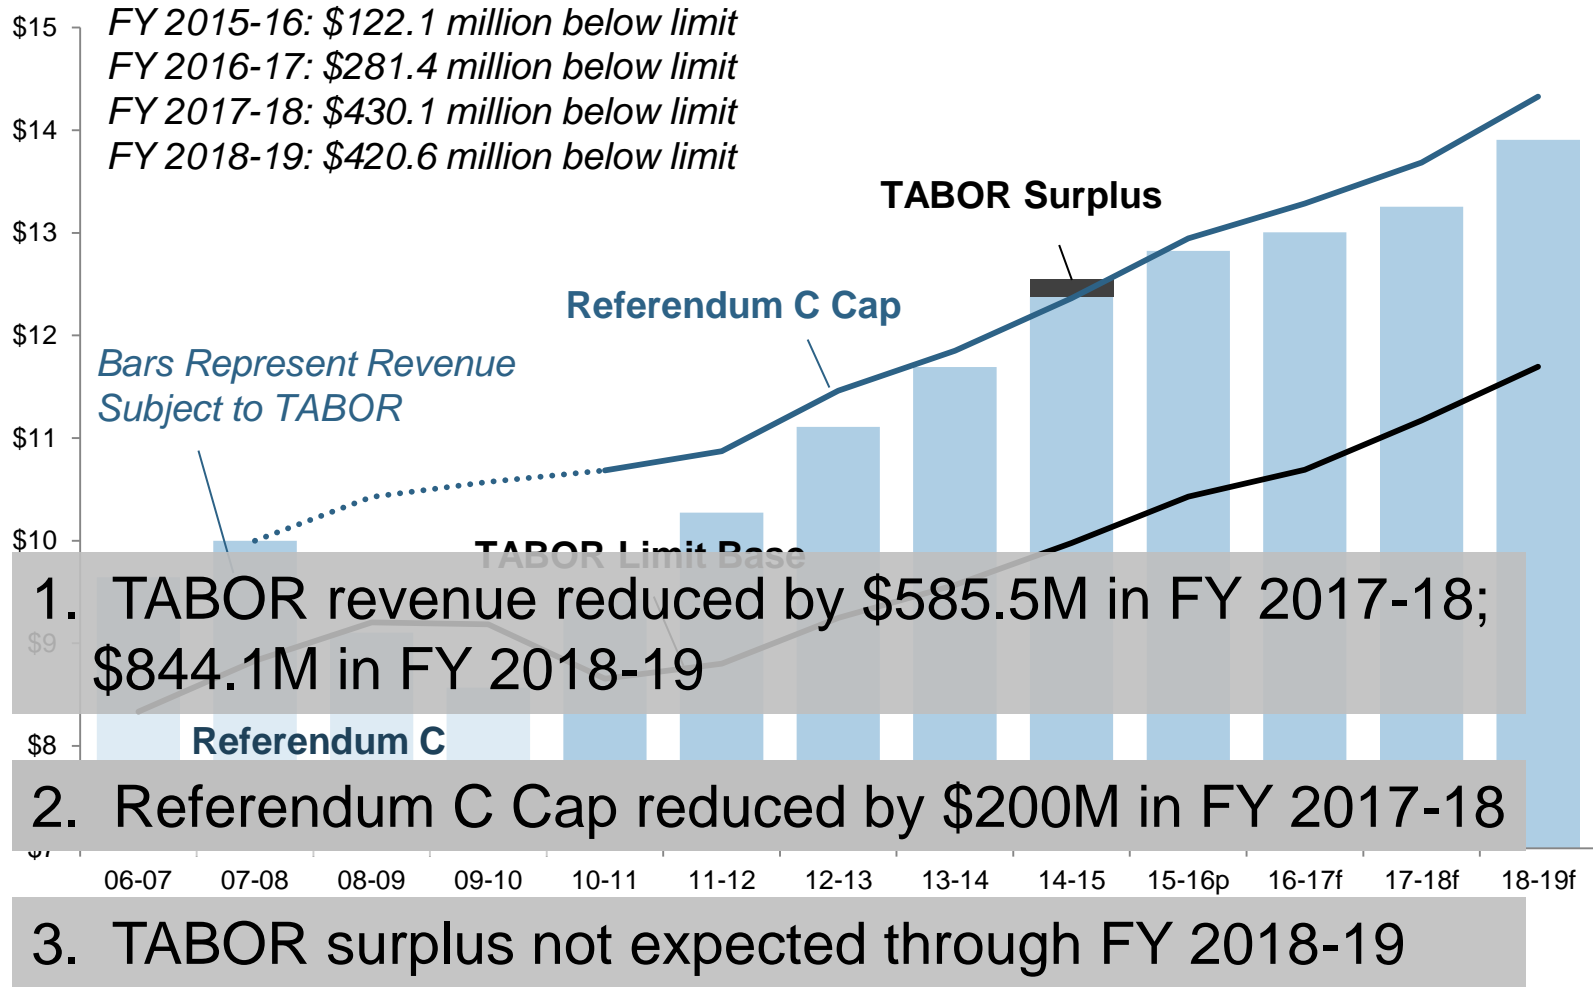 $15
FY 2015-16: $122.1 million below limit
FY 2016-17: $281.4 million below limit
FY 2017-18: $430.1 million below limit
FY 2018-19: $420.6 million below limit
$14
TABOR Surplus
$13
Referendum C Cap
$12
Bars Represent Revenue
Subject to TABOR
$11
$10
TABOR Limit Base
1. TABOR revenue reduced by $585.5M in FY 2017-18;
$9
$844.1M in FY 2018-19
Referendum C
$8
2. Referendum C Cap reduced by $200M in FY 2017-18
$7
06-07 07-08 08-09 09-10 10-11 11-12 12-13 13-14 14-15 15-16p 16-17f 17-18f 18-19f
3. TABOR surplus not expected through FY 2018-19